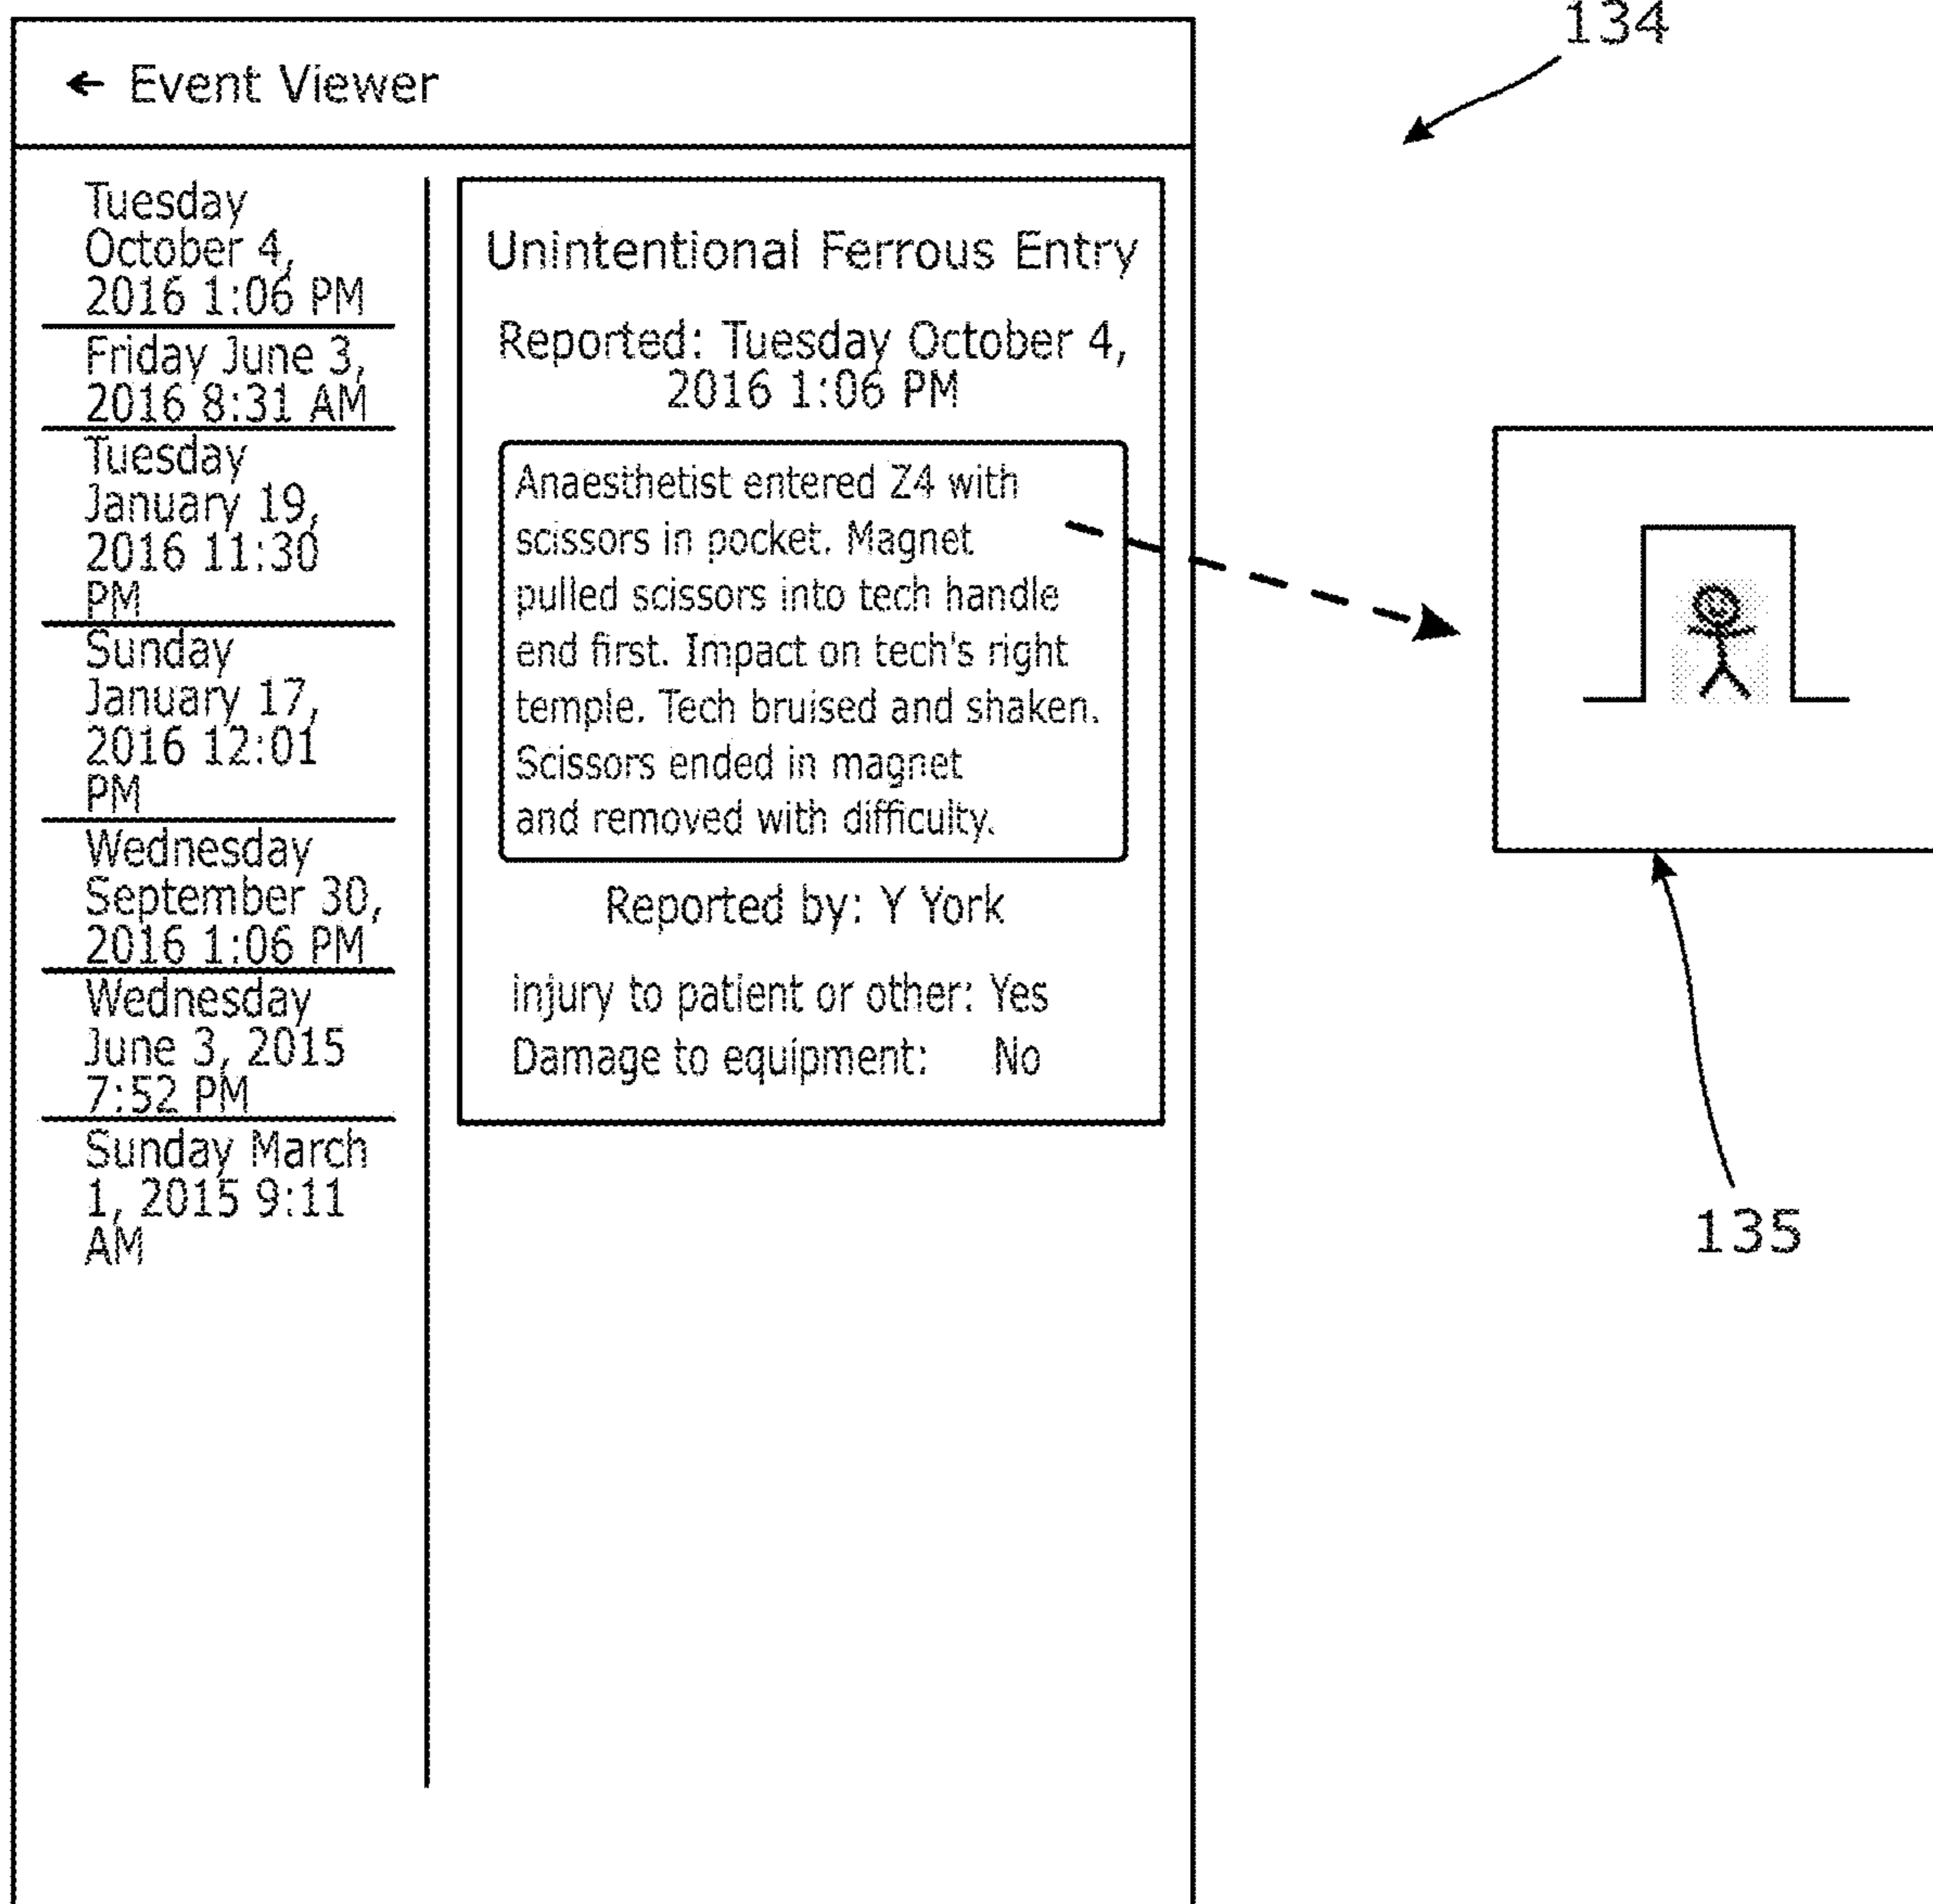 134
← Event Viewer
Tuesday
October 4,
2016 1:06 PM
Friday June 3,
2016 8:31 AM
Tuesday
January 19,
2016 11:30
PM
Sunday
January 17,
2016 12:01
PM
Wednesday
September 30,
2016 1:06 PM
Wednesday
June 3, 2015
7:52 PM
Sunday March
1, 2015 9:11
AM
Unintentional Ferrous Entry
Reported: Tuesday October 4,
2016 1:06 PM
Anaesthetist entered Z4 with
scissors in pocket. Magnet
pulled scissors into tech handle
end first. Impact on tech's right
temple. Tech bruised and shaken.
Scissors ended in magnet
and removed with difficulty.
Reported by: Y York
injury to patient or other: Yes
Damage to equipment: No
135